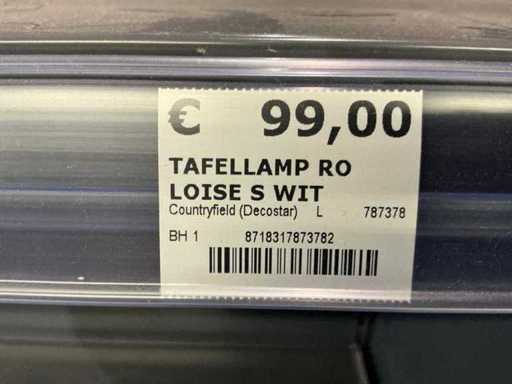 € 99,00
TAFELLAMP RO
LOISE S WIT
Countryfield (Decostar) L 787378
BH 1 8718317873782